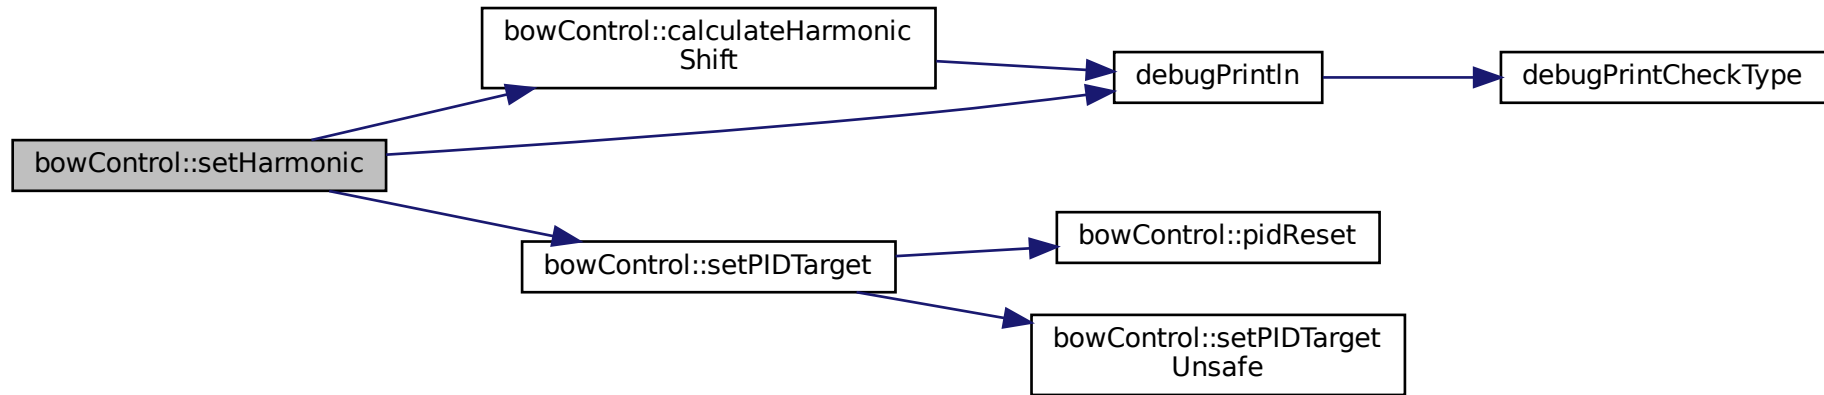 bowControl::setHarmonic
bowControl::calculateHarmonic
Shift
debugPrintln
debugPrintCheckType
bowControl::setPIDTarget
bowControl::pidReset
bowControl::setPIDTarget
Unsafe